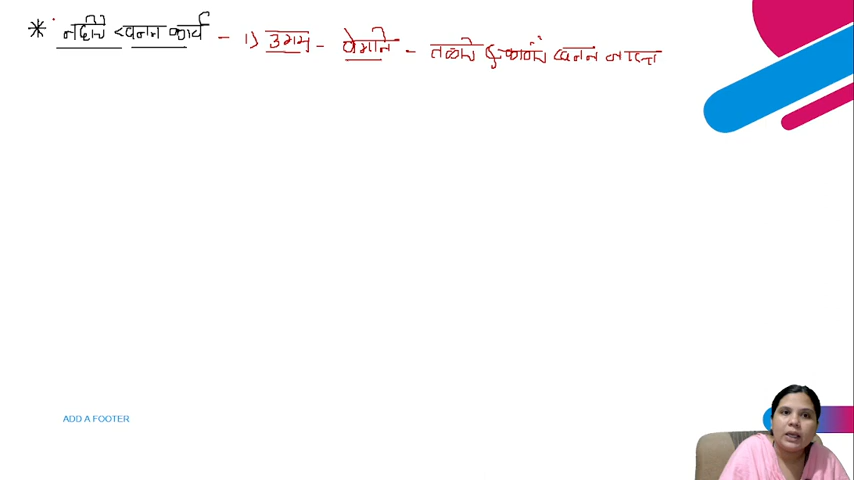 * नदीचे खनन कार्य - 1) उगम - वेगाने - तळाचे व काठाचे खनन जास्त
ADD A FOOTER